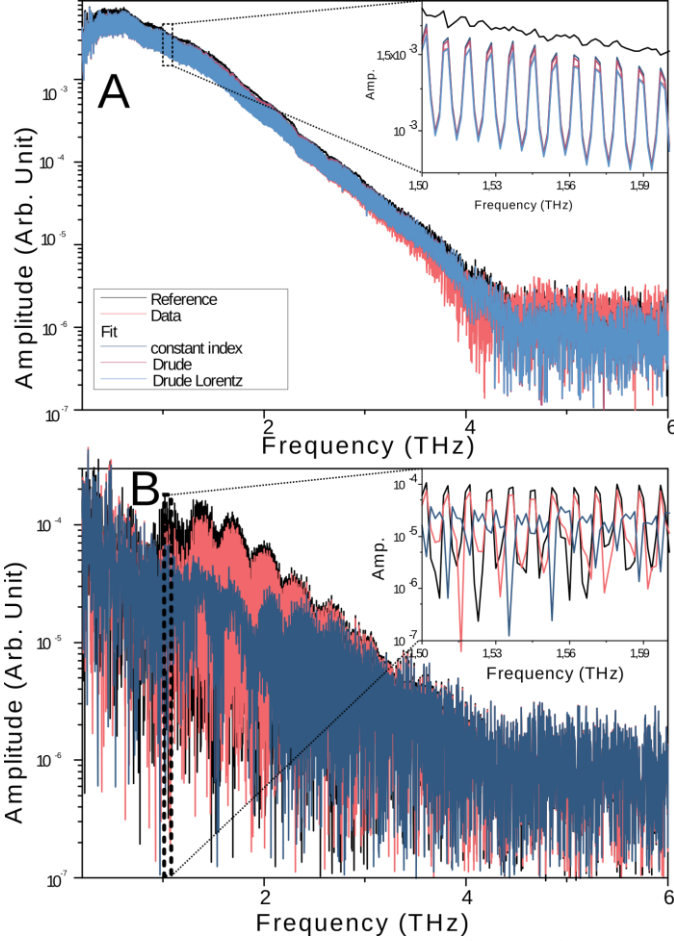 A
Amplitude (Arb. Unit)
10-3
10-4
10-5
10-6
10-7
2
4
6
Frequency (THz)
Reference
Data
Fit
constant index
Drude
Drude Lorentz
Amp.
1,5x10-3
10-3
1,50
1,53
1,56
1,59
Frequency (THz)
B
Amplitude (Arb. Unit)
10-4
10-5
10-6
10-7
2
4
6
Frequency (THz)
Amp.
10-4
10-5
10-6
10-7
1,50
1,53
1,56
1,59
Frequency (THz)